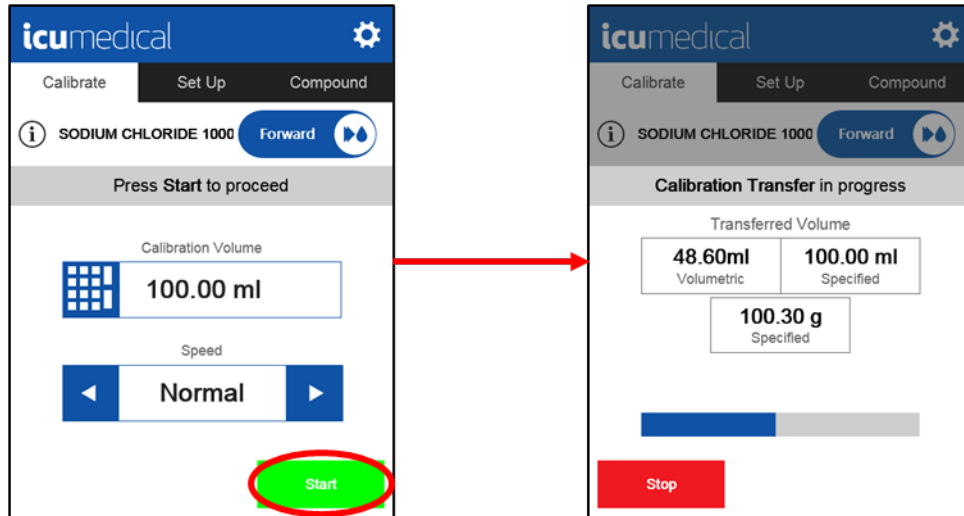 icumedical
Calibrate Set Up Compound
SODIUM CHLORIDE 1000 Forward
Press Start to proceed
Calibration Volume
100.00 ml
Speed
Normal
Start
icumedical
Calibrate Set Up Compound
SODIUM CHLORIDE 1000 Forward
Calibration Transfer in progress
Transferred Volume
48.60ml 100.00 ml
Volumetric Specified
100.30 g
Specified
Stop